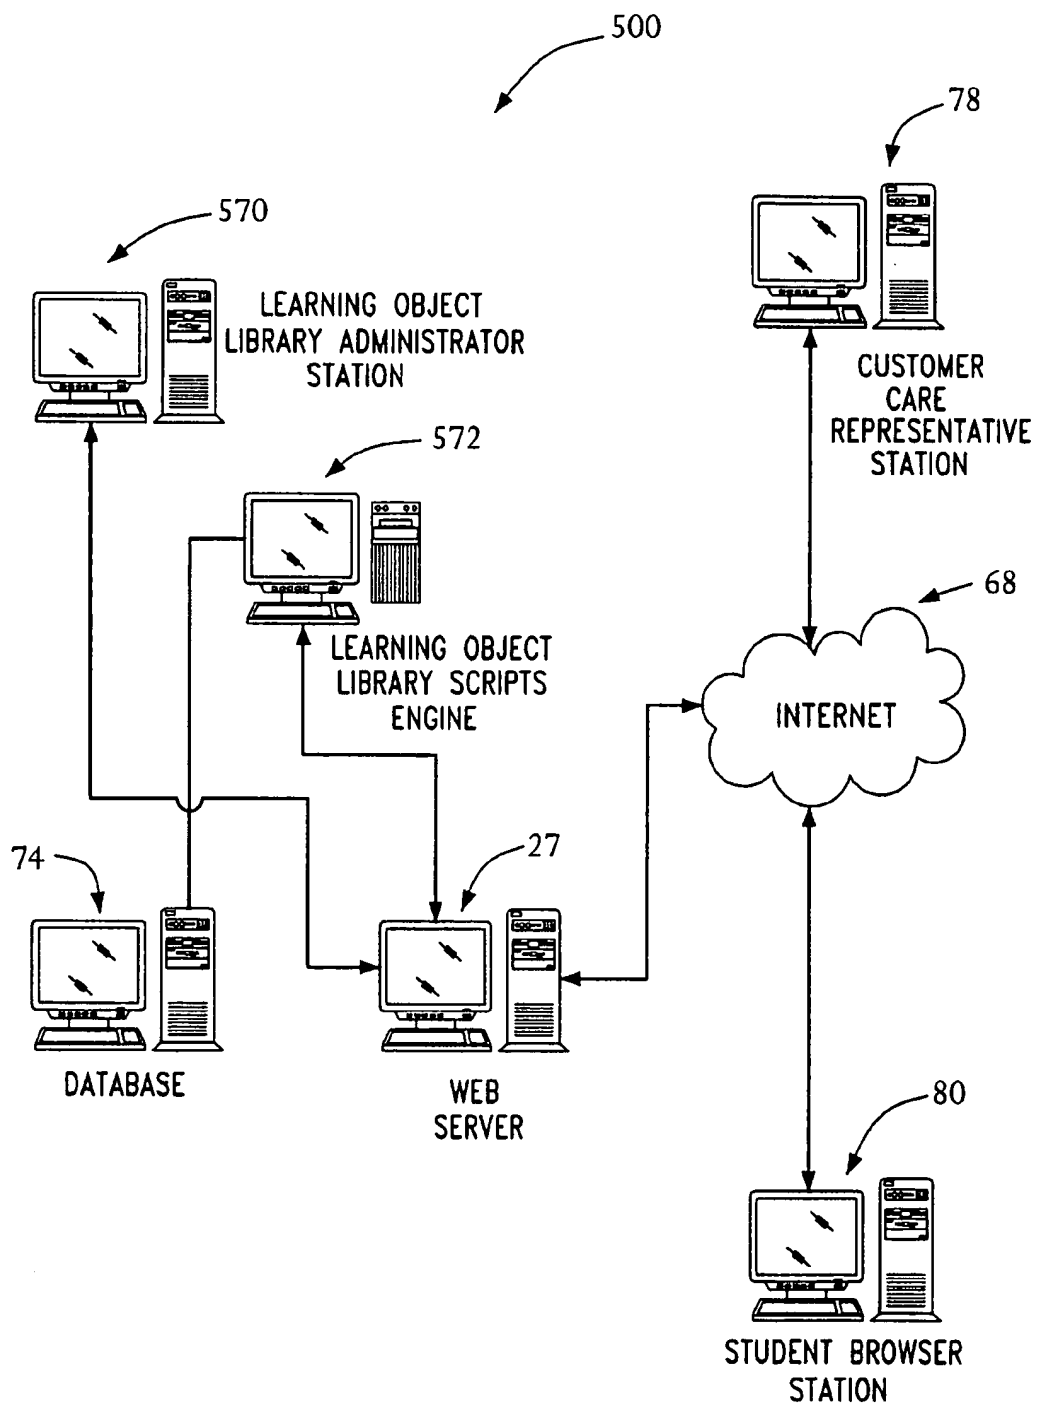 500
78
570
LEARNING OBJECT
LIBRARY ADMINISTRATOR
STATION
CUSTOMER
CARE
REPRESENTATIVE
STATION
572
68
LEARNING OBJECT
LIBRARY SCRIPTS
ENGINE
INTERNET
74
27
DATABASE
WEB
SERVER
80
STUDENT BROWSER
STATION